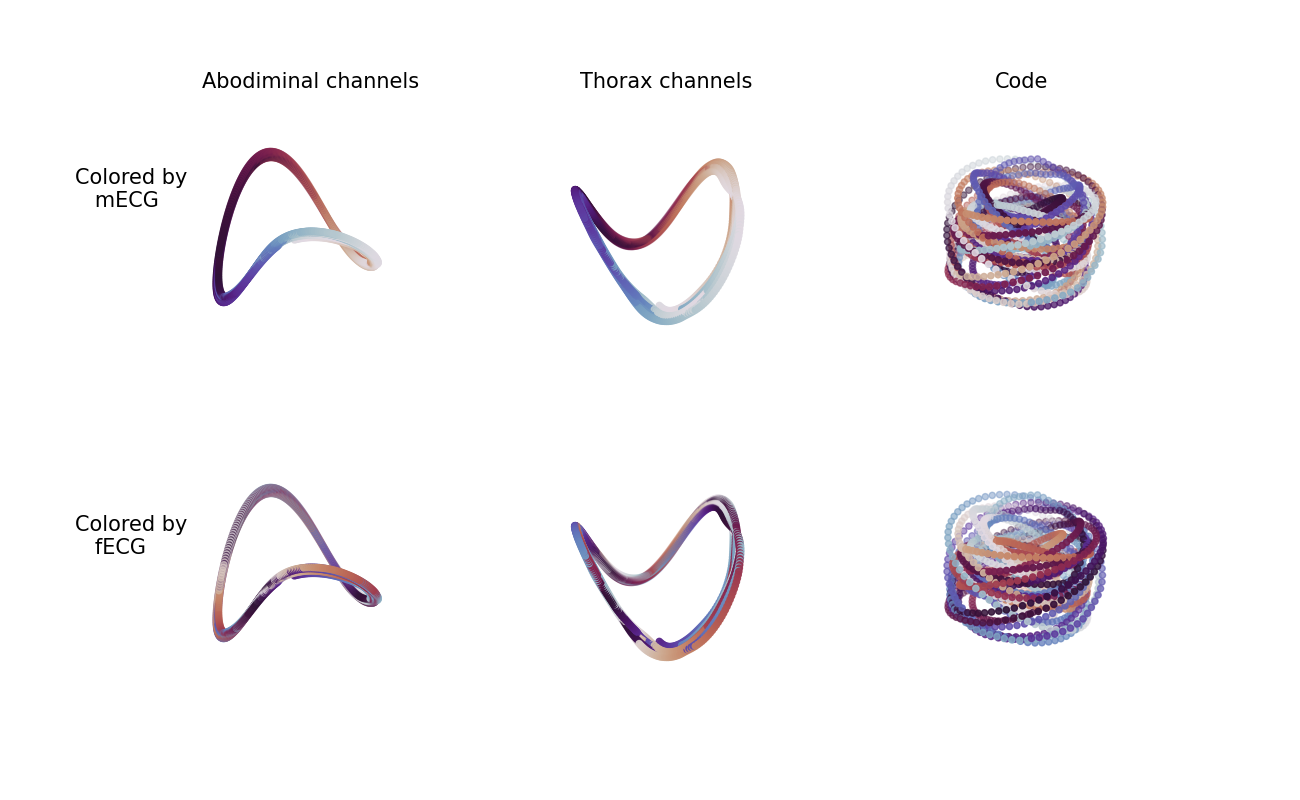 Abodiminal channels
Thorax channels
Code
Colored by
mECG
Colored by
fECG